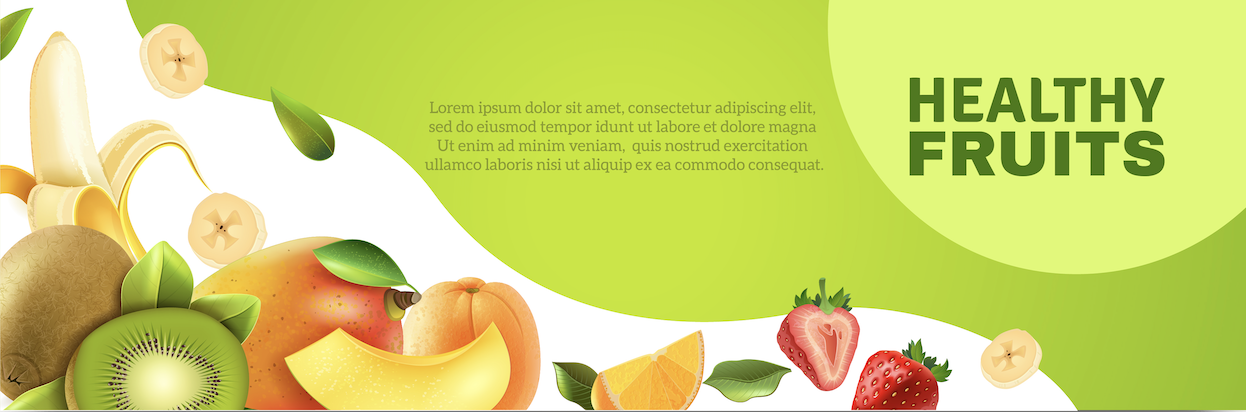 Lorem ipsum dolor sit amet, consectetur adipiscing elit,
sed do eiusmod tempor idunt ut labore et dolore magna
Ut enim ad minim veniam,  quis nostrud exercitation
ullamco laboris nisi ut aliquip ex ea commodo consequat.
HEALTHY
FRUITS